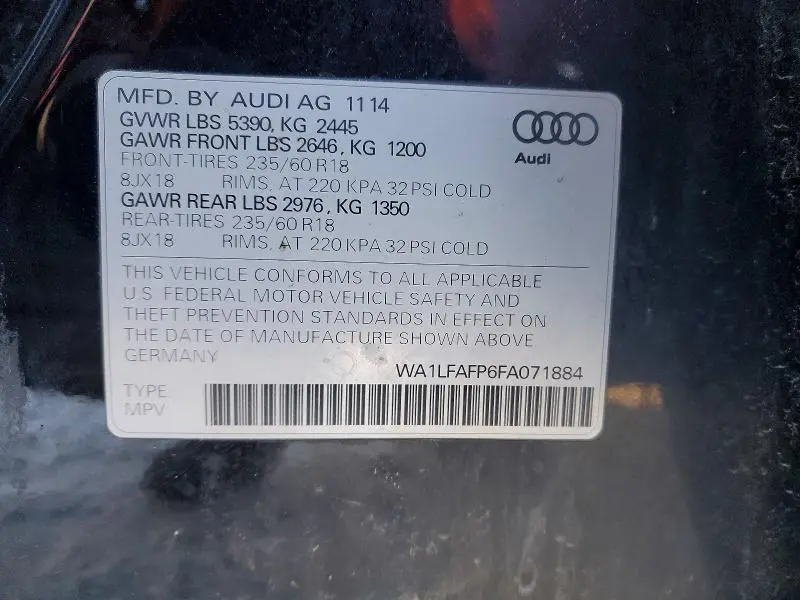 MFD. BY AUDI AG 1114
GVWR LBS 5390, KG 2445
GAWR FRONT LBS 2646, KG 1200
FRONT-TIRES 235/60 R18
8JX18 RIMS, AT 220 KPA 32 PSI COLD
GAWR REAR LBS 2976, KG 1350
REAR-TIRES 235/60 R18
8JX18 RIMS, AT 220 KPA 32 PSI COLD
Audi
THIS VEHICLE CONFORMS TO ALL APPLICABLE
U.S. FEDERAL MOTOR VEHICLE SAFETY AND
THEFT PREVENTION STANDARDS IN EFFECT ON
THE DATE OF MANUFACTURE SHOWN ABOVE
GERMANY
WA1LFAFP6FA071884
TYPE
MPV